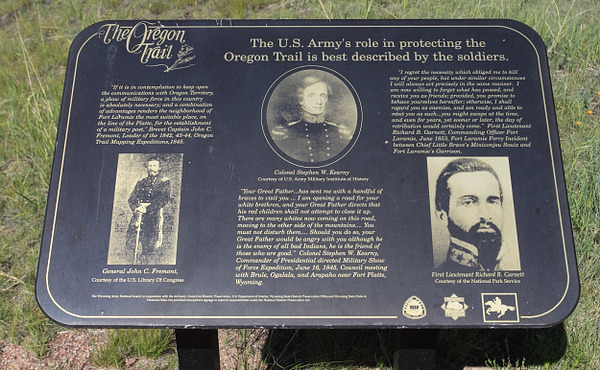 The Oregon
Trail
The U.S. Army's role in protecting the
Oregon Trail is best described by the soldiers.
"If it is in contemplation to keep open
the communications with Oregon Territory,
a show of military force in this country
is absolutely necessary; and a combination
of advantages renders the neighborhood of
Fort Laramie the most suitable place, on
the line of the Platte, for the establishment
of a military post." Brevet Captain John C.
Fremont, Leader of the 1842, 43-44, Oregon
Trail Mapping Expeditions, 1845.
General John C. Fremont,
Courtesy of the U.S. Library Of Congress
Colonel Stephen W. Kearny
Courtesy of U.S. Army Military Institute of History
"Your Great Father...has sent me with a handful of
braves to visit you ... I am opening a road for your
white brethren, and your Great Father directs that
his red children shall not attempt to close it up.
There are many whites now coming on this road,
moving to the other side of the mountains.... You
must not disturb them.... Should you do so, your
Great Father would be angry with you although he
is the enemy of all bad Indians, he is the friend of
those who are good." Colonel Stephen W. Kearny,
Commander of Presidential directed Military Show
of Force Expedition, June 16, 1845, Council meeting
with Brule, Ogalala, and Arapaho near Fort Platte,
Wyoming.
"I regret the necessity which obliged me to kill
any of your people, but under similar circumstances
I will always act precisely in the same manner. I
am now willing to forget what has passed, and
receive you as friends; provided, you promise to
behave yourselves hereafter; otherwise, I shall
regard you as enemies, and am ready and able to
meet you as such...you might escape at the time,
and even for years, yet sooner or later, the day of
retribution would certainly come." First Lieutenant
Richard B. Garnett, Commanding Officer Fort
Laramie, June 1853, Fort Laramie Ferry Incident
between Chief Little Brave's Miniconjou Souix and
Fort Laramie's Garrison.
First Lieutenant Richard B. Garnett
Courtesy of the National Park Service